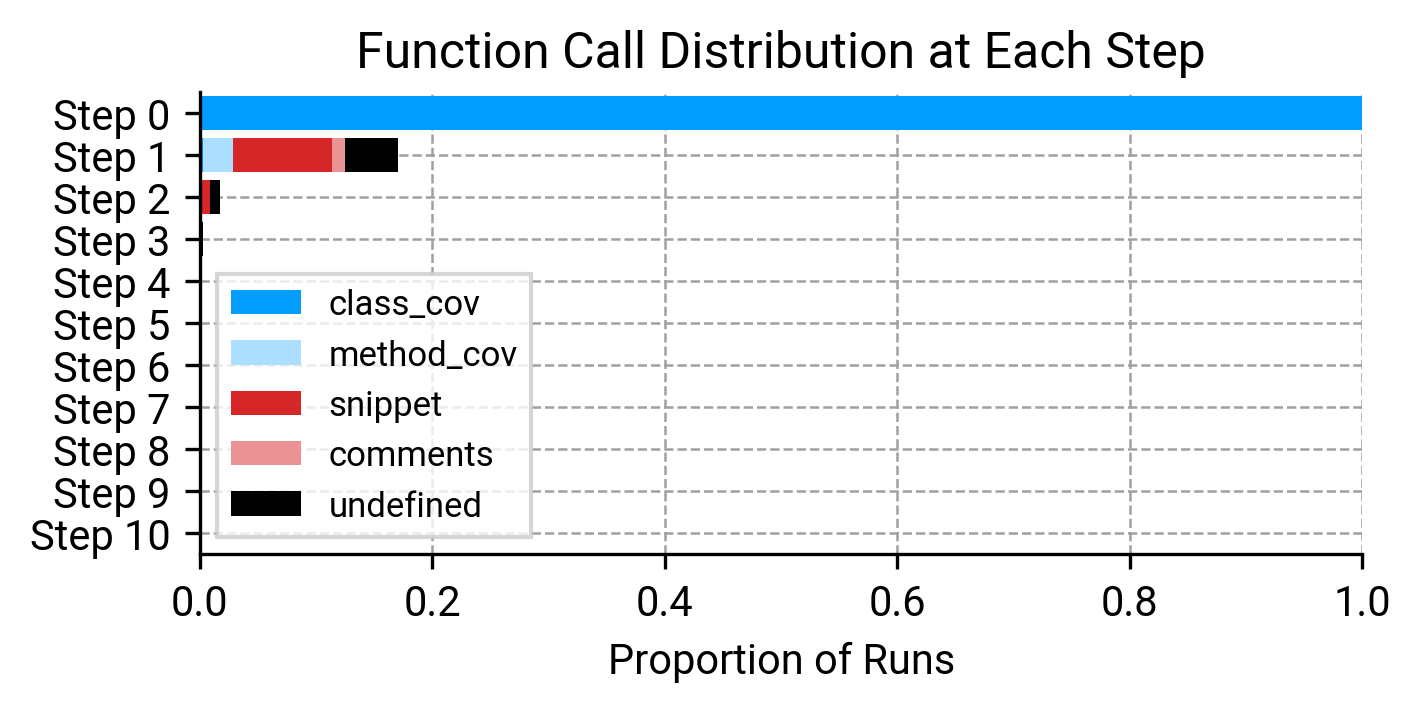 Function Call Distribution at Each Step
Step 0
Step 1
Step 2
Step 3
Step 4
Step 5
Step 6
Step 7
Step 8
Step 9
Step 10
class_cov
method_cov
snippet
comments
undefined
0.0 0.2 0.4 0.6 0.8 1.0
Proportion of Runs